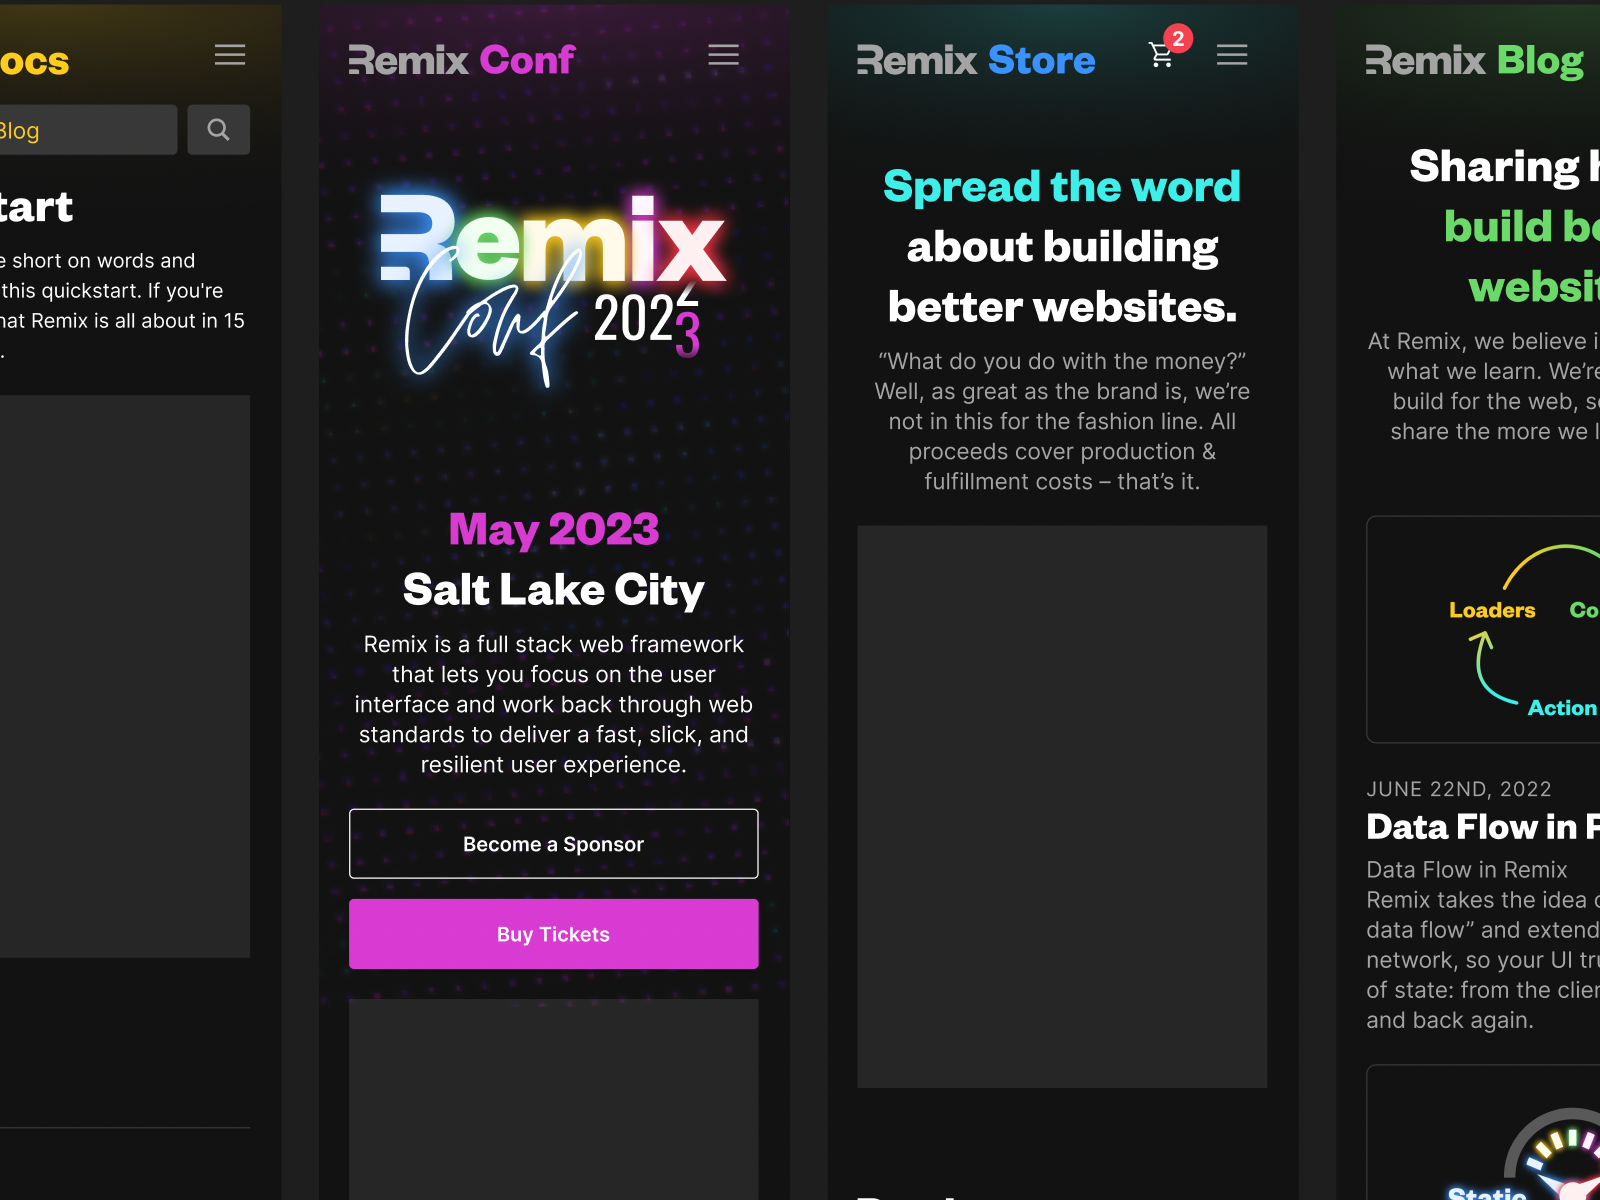 ocs
Blog
tart
e short on words and
this quickstart. If you're
hat Remix is all about in 15
.
Remix Conf
Remix
Conf 2023
May 2023
Salt Lake City
Remix is a full stack web framework
that lets you focus on the user
interface and work back through web
standards to deliver a fast, slick, and
resilient user experience.
Become a Sponsor
Buy Tickets
Remix Store
2
Spread the word
about building
better websites.
“What do you do with the money?”
Well, as great as the brand is, we’re
not in this for the fashion line. All
proceeds cover production &
fulfillment costs – that’s it.
Remix Blog
Sharing h
build be
websit
At Remix, we believe i
what we learn. We’re
build for the web, so
share the more we l
Loaders
Co
Action
JUNE 22ND, 2022
Data Flow in R
Data Flow in Remix
Remix takes the idea o
data flow” and extend
network, so your UI tru
of state: from the clien
and back again.
Static